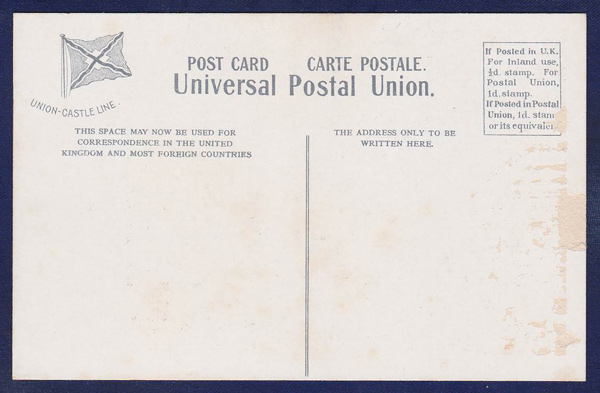 UNION-CASTLE LINE.
POST CARD CARTE POSTALE.
Universal Postal Union.
THIS SPACE MAY NOW BE USED FOR
CORRESPONDENCE IN THE UNITED
KINGDOM AND MOST FOREIGN COUNTRIES
THE ADDRESS ONLY TO BE
WRITTEN HERE.
If Posted in U.K.
For Inland use,
½d. stamp. For
Postal Union,
1d. stamp.
If Posted in Postal
Union, 1d. stam
or its equivalen